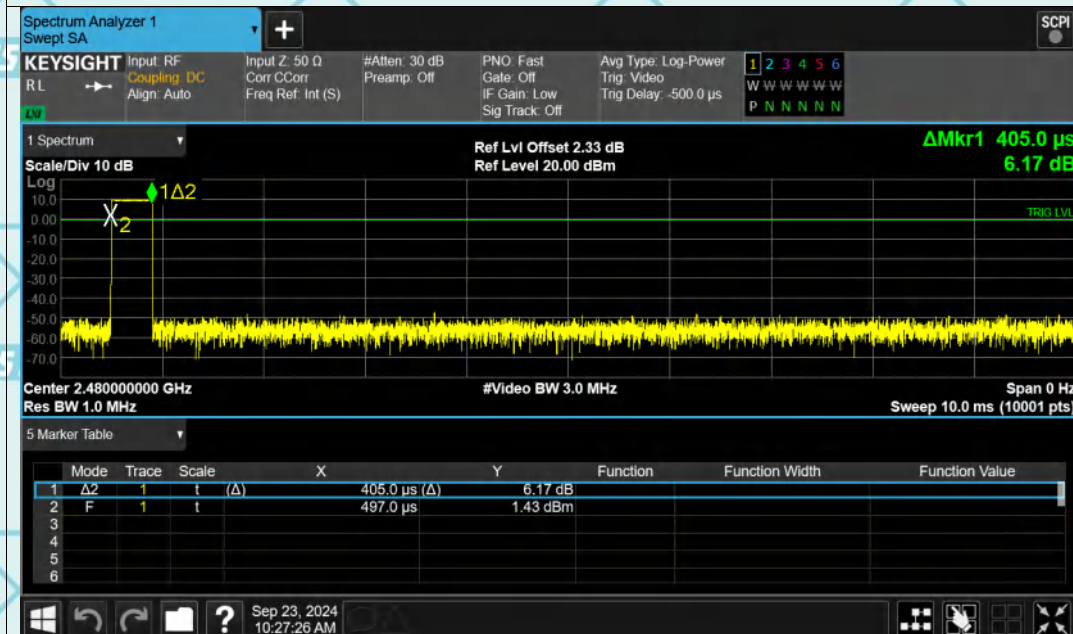 Spectrum Analyzer 1
Swept SA
+
SCPI
KEYSIGHT
RL
LXI
Input: RF
Coupling: DC
Align: Auto
Input Z: 50 Ω
Corr CCorr
Freq Ref: Int (S)
#Atten: 30 dB
Preamp: Off
PNO: Fast
Gate: Off
IF Gain: Low
Sig Track: Off
Avg Type: Log-Power
Trig: Video
Trig Delay: -500.0 µs
1 2 3 4 5 6
W W W W W W
P N N N N N
1 Spectrum
Scale/Div 10 dB
Ref Lvl Offset 2.33 dB
Ref Level 20.00 dBm
ΔMkr1 405.0 µs
6.17 dB
Log
10.0
0.00
-10.0
-20.0
-30.0
-40.0
-50.0
-60.0
-70.0
1Δ2
X2
TRIG LVL
Center 2.480000000 GHz
#Video BW 3.0 MHz
Span 0 Hz
Res BW 1.0 MHz
Sweep 10.0 ms (10001 pts)
5 Marker Table
Mode Trace Scale X Y Function Function Width Function Value
1 Δ2 1 t (Δ) 405.0 µs (Δ) 6.17 dB
2 F 1 t 497.0 µs 1.43 dBm
3
4
5
6
?
Sep 23, 2024
10:27:26 AM